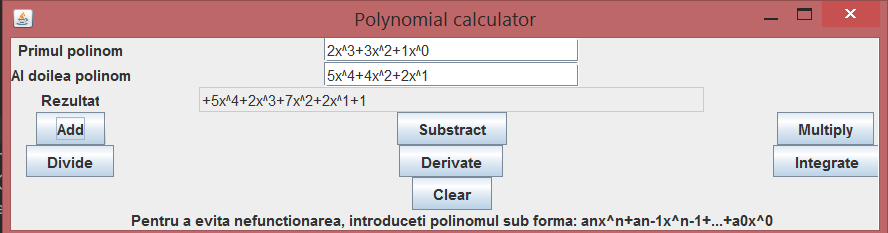 Polynomial calculator
Primul polinom 2x^3+3x^2+1x^0
Al doilea polinom 5x^4+4x^2+2x^1
Rezultat +5x^4+2x^3+7x^2+2x^1+1
Add Substract Multiply
Divide Derivate Integrate
Clear
Pentru a evita nefunctionarea, introduceti polinomul sub forma: anx^n+an-1x^n-1+...+a0x^0